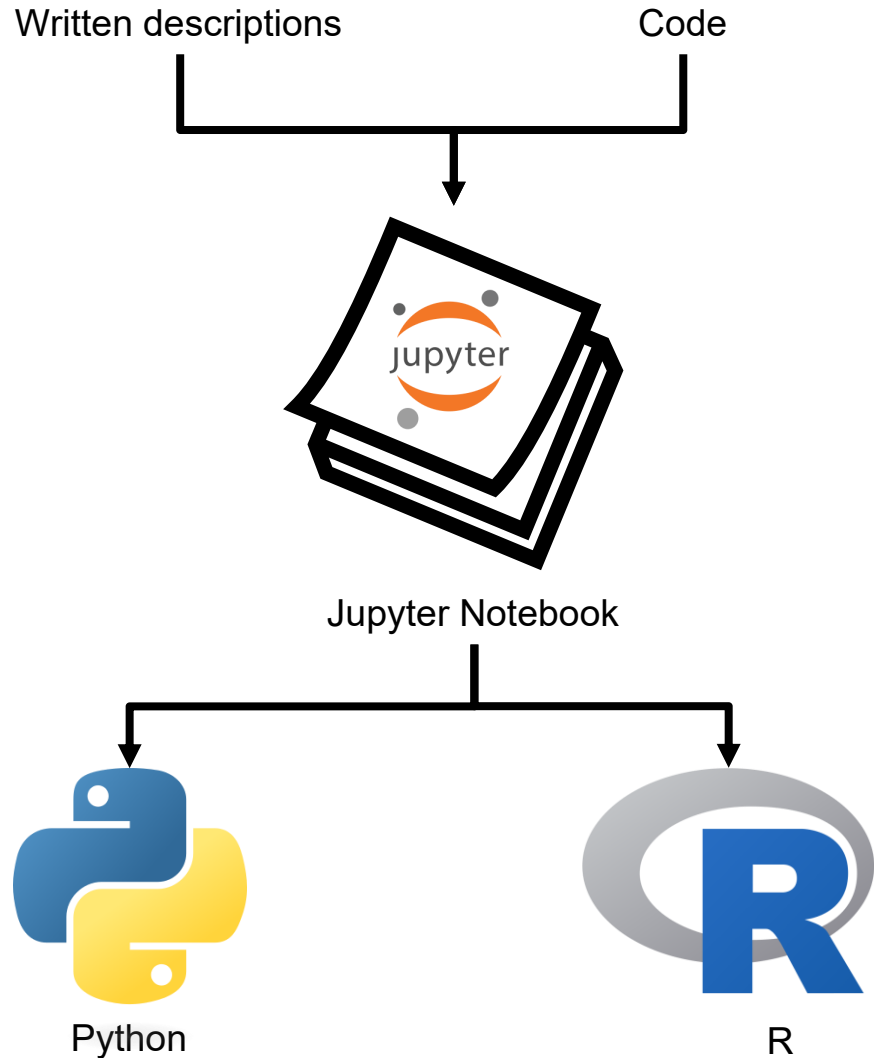 Written descriptions
Code
jupyter
Jupyter Notebook
Python
R
R